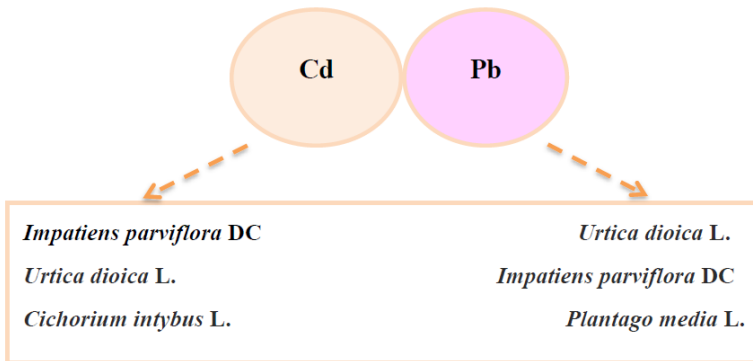 Cd
Pb
Impatiens parviflora DC
Urtica dioica L.
Urtica dioica L.
Impatiens parviflora DC
Cichorium intybus L.
Plantago media L.